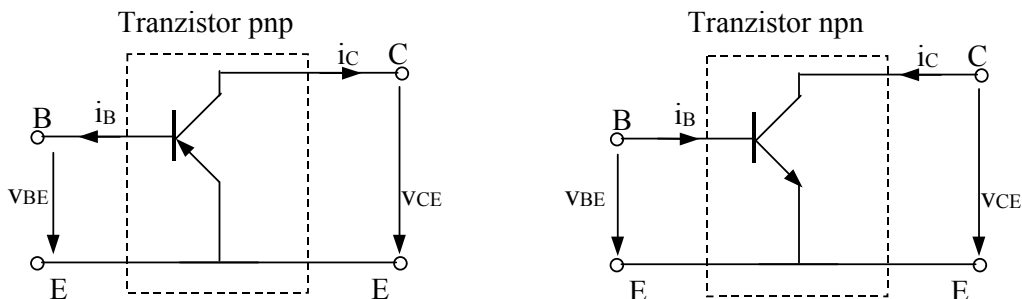 Tranzistor pnp
iC
C
B
iB
vBE
vCE
E
E
Tranzistor npn
iC
C
B
iB
vBE
vCE
E
E